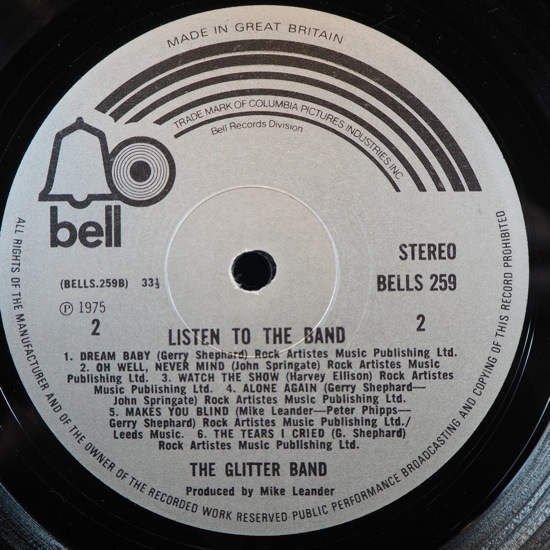 MADE IN GREAT BRITAIN
TRADE MARK OF COLUMBIA PICTURES INDUSTRIES INC.
Bell Records Division
bell
STEREO
BELLS 259
(BELLS.259B) 33⅓
Ⓟ 1975
2
2
LISTEN TO THE BAND
1. DREAM BABY (Gerry Shephard) Rock Artistes Music Publishing Ltd.
2. OH WELL, NEVER MIND (John Springate) Rock Artistes Music
Publishing Ltd. 3. WATCH THE SHOW (Harvey Ellison) Rock Artistes
Music Publishing Ltd. 4. ALONE AGAIN (Gerry Shephard—
John Springate) Rock Artistes Music Publishing Ltd.
5. MAKES YOU BLIND (Mike Leander—Peter Phipps—
Gerry Shephard) Rock Artistes Music Publishing Ltd./
Leeds Music. 6. THE TEARS I CRIED (G. Shephard)
Rock Artistes Music Publishing Ltd.
THE GLITTER BAND
Produced by Mike Leander
ALL RIGHTS OF THE MANUFACTURER AND OF THE OWNER OF THE RECORDED WORK RESERVED·PUBLIC PERFORMANCE BROADCASTING AND COPYING OF THIS RECORD PROHIBITED